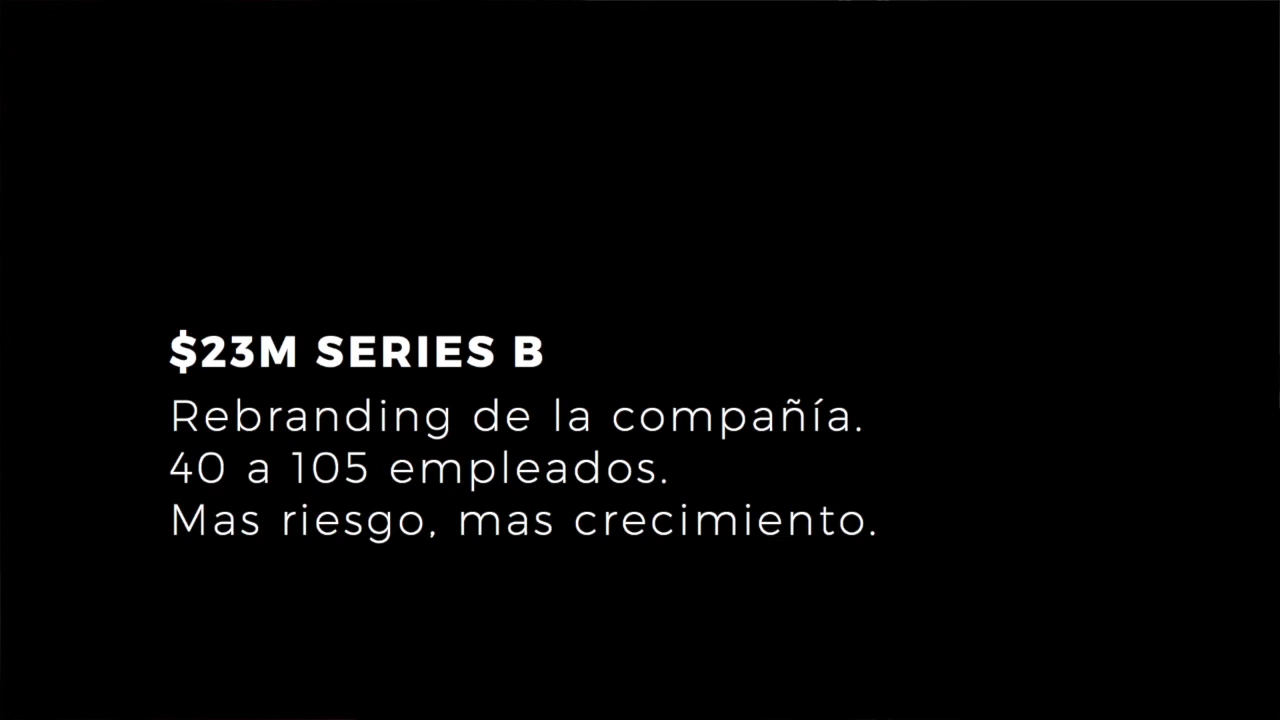 $23M SERIES B
Rebranding de la compañía.
40 a 105 empleados.
Mas riesgo, mas crecimiento.